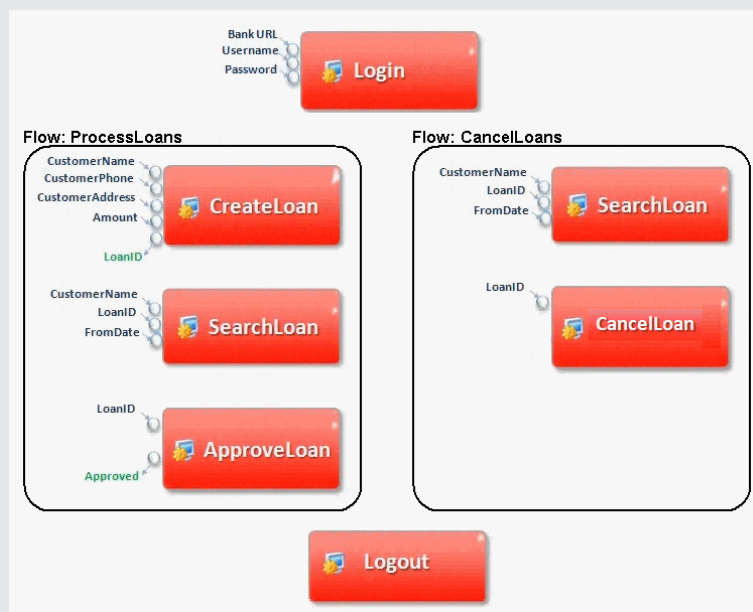 Bank URL
Username
Password
Login
Flow: ProcessLoans
CustomerName
CustomerPhone
CustomerAddress
Amount
LoanID
CreateLoan
CustomerName
LoanID
FromDate
SearchLoan
LoanID
Approved
ApproveLoan
Flow: CancelLoans
CustomerName
LoanID
FromDate
SearchLoan
LoanID
CancelLoan
Logout